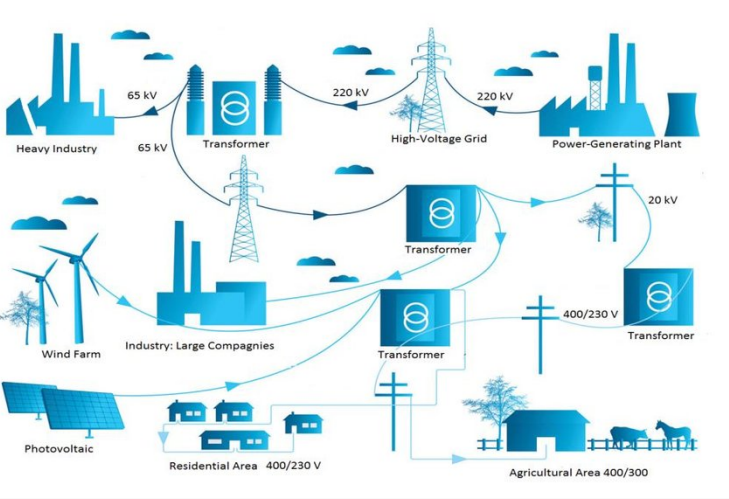 65 kV
220 kV
220 kV
Heavy Industry
65 kV
Transformer
High-Voltage Grid
Power-Generating Plant
20 kV
Transformer
400/230 V
Transformer
Wind Farm
Industry: Large Compagnies
Transformer
Photovoltaic
Residential Area 400/230 V
Agricultural Area 400/300